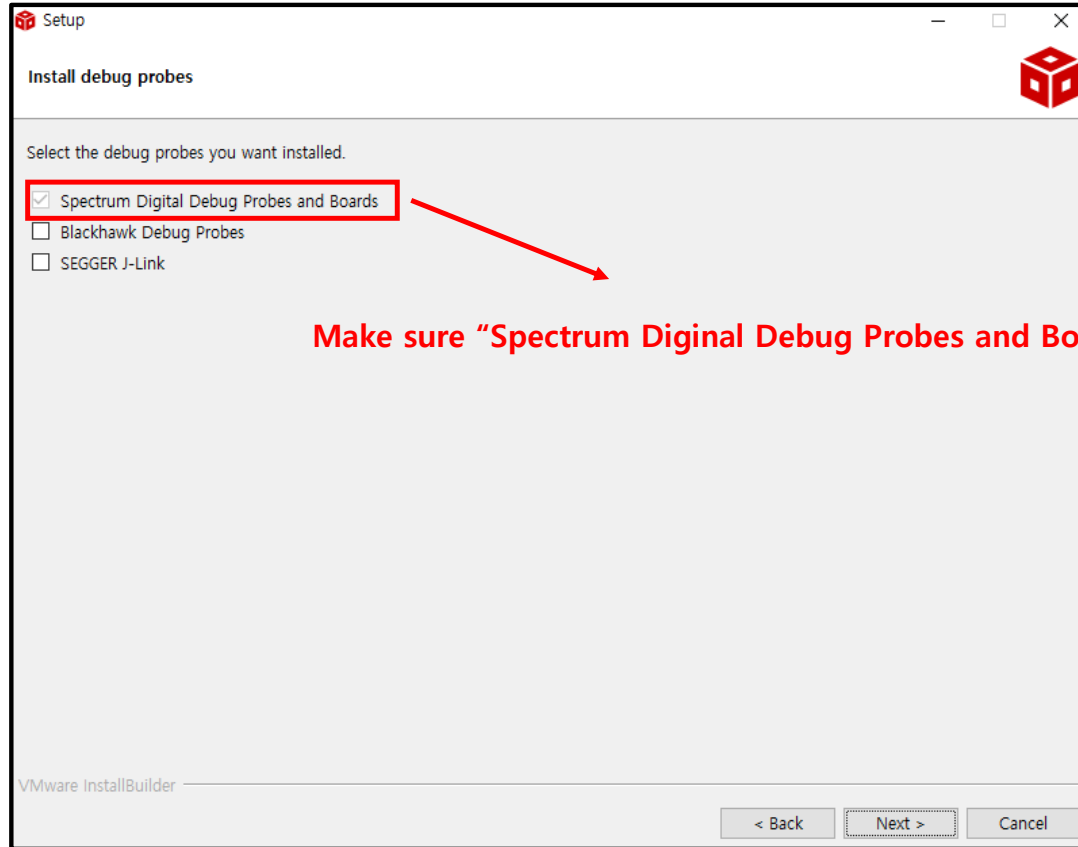 Setup
Install debug probes
Select the debug probes you want installed.
Spectrum Digital Debug Probes and Boards
Blackhawk Debug Probes
SEGGER J-Link
Make sure “Spectrum Diginal Debug Probes and Bo
VMware InstallBuilder
< Back Next > Cancel